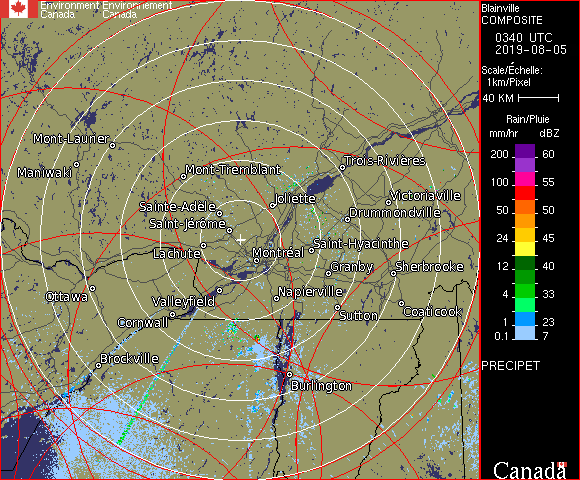 Environment Environnement
Canada Canada
Blainville
COMPOSITE
0340 UTC
2019-08-05
Scale/Échelle:
1km/Pixel
40 KM
Rain/Pluie
mm/hr dBZ
200 60
100 55
50 50
24 45
12 40
4 33
1 23
0.1 7
PRECIPET
Canada
Mont-Laurier
Maniwaki
Mont-Tremblant
Trois-Rivières
Joliette
Victoriaville
Sainte-Adèle
Drummondville
Saint-Jérôme
Saint-Hyacinthe
Lachute
Montréal
Granby
Sherbrooke
Ottawa
Valleyfield
Napierville
Cornwall
Sutton
Coaticook
Brockville
Burlington